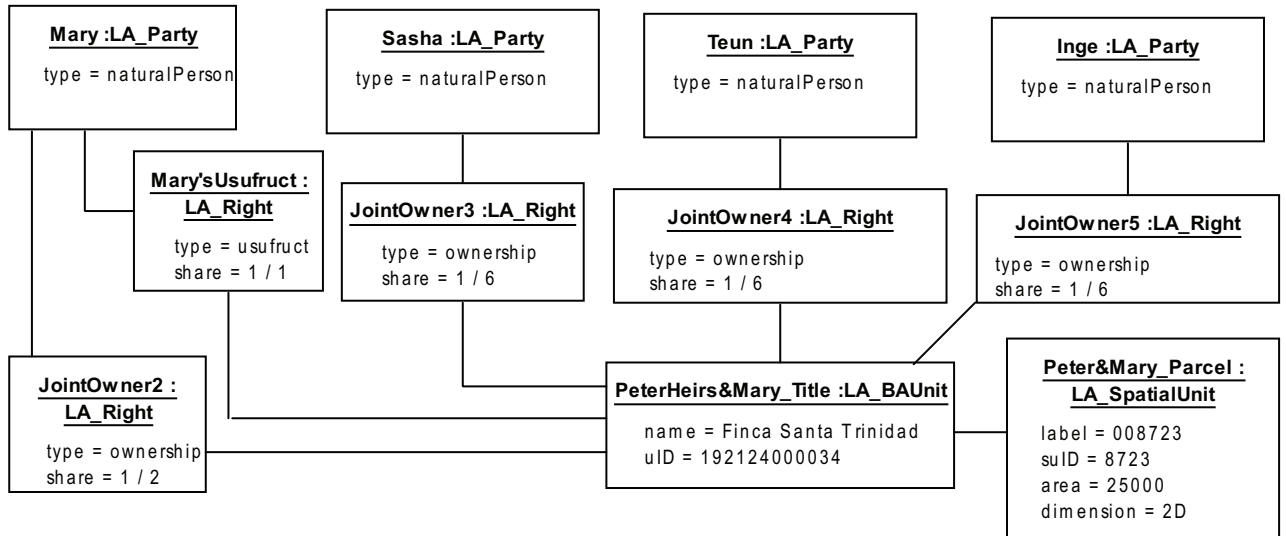 Mary :LA_Party
type = naturalPerson
Sasha :LA_Party
type = naturalPerson
Teun :LA_Party
type = naturalPerson
Inge :LA_Party
type = naturalPerson
Mary'sUsufruct :
LA_Right
type = usufruct
share = 1 / 1
JointOwner3 :LA_Right
type = ownership
share = 1 / 6
JointOwner4 :LA_Right
type = ownership
share = 1 / 6
JointOwner5 :LA_Right
type = ownership
share = 1 / 6
JointOwner2 :
LA_Right
type = ownership
share = 1 / 2
PeterHeirs&Mary_Title :LA_BAUnit
name = Finca Santa Trinidad
uID = 192124000034
Peter&Mary_Parcel :
LA_SpatialUnit
label = 008723
suID = 8723
area = 25000
dimension = 2D